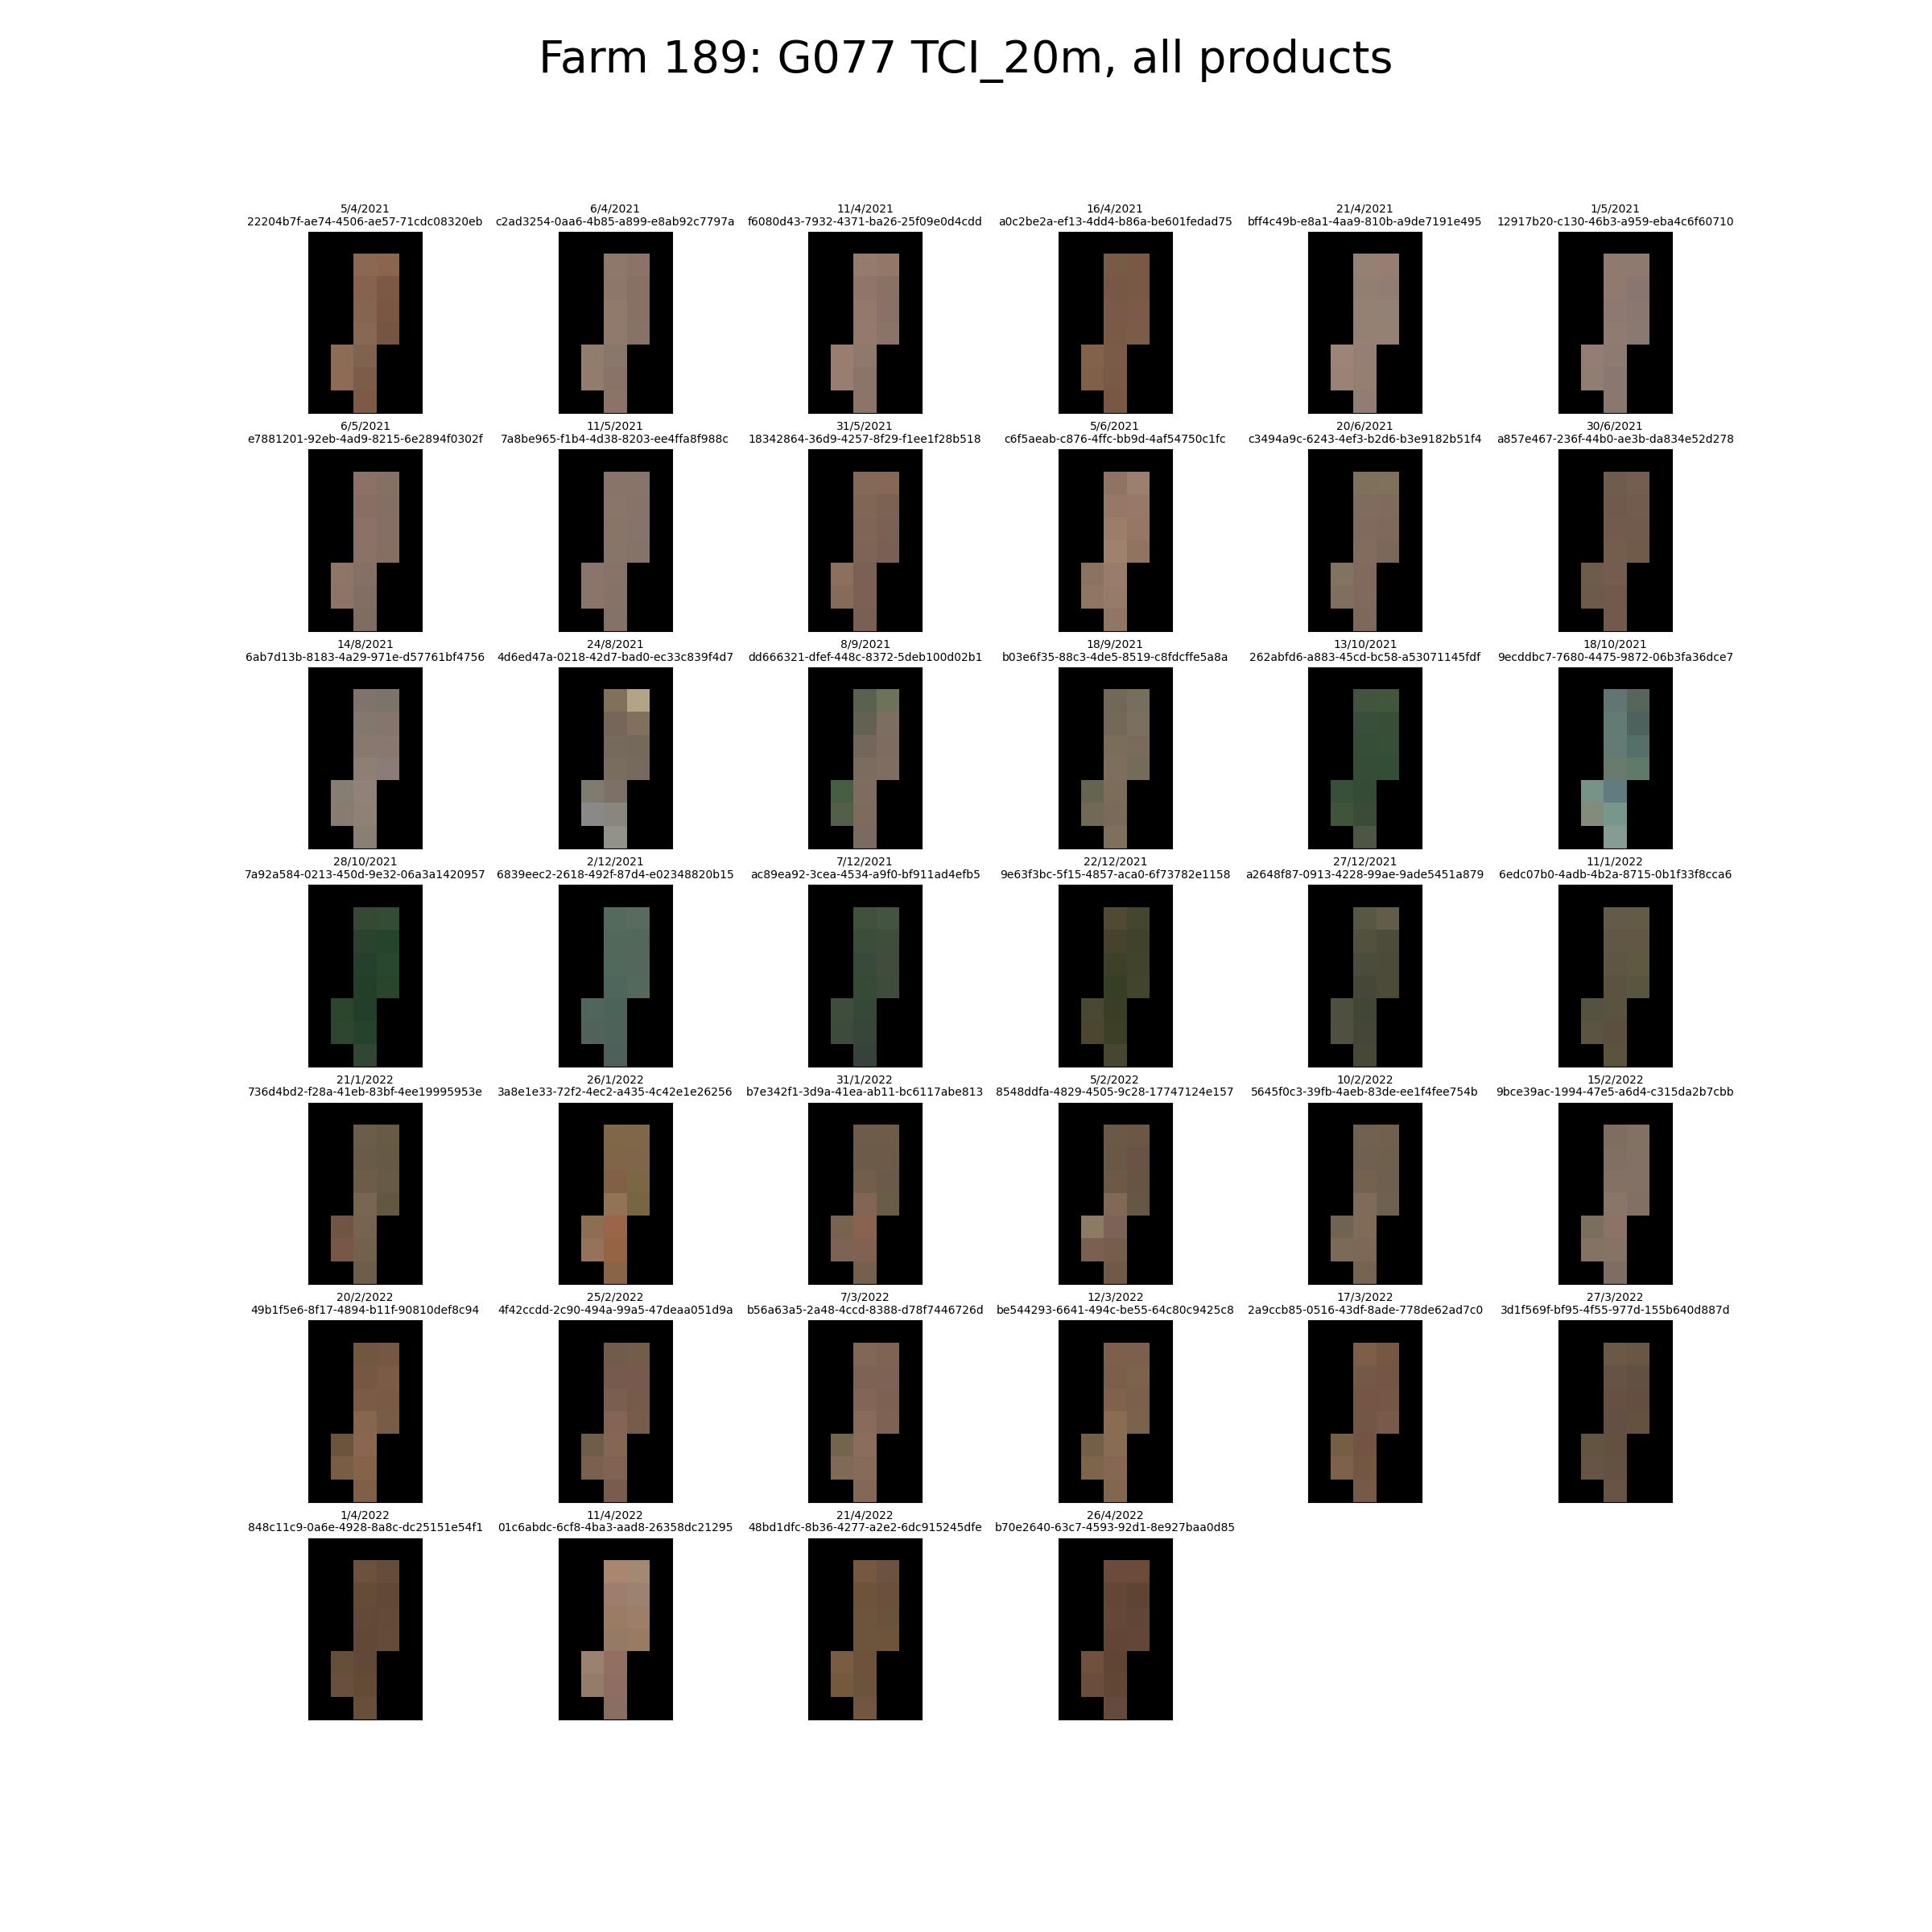 Farm 189: G077 TCI_20m, all products
5/4/2021 6/4/2021 11/4/2021 16/4/2021 21/4/2021 1/5/2021
22204b7f-ae74-4506-ae57-71cdc08320eb c2ad3254-0aa6-4b85-a899-e8ab92c7797a f6080d43-7932-4371-ba26-25f09e0d4cdd a0c2be2a-ef13-4dd4-b86a-be601fedad75 bff4c49b-e8a1-4aa9-810b-a9de7191e495 12917b20-c130-46b3-a959-eba4c6f60710
6/5/2021 11/5/2021 31/5/2021 5/6/2021 20/6/2021 30/6/2021
e7881201-92eb-4ad9-8215-6e2894f0302f 7a8be965-f1b4-4d38-8203-ee4ffa8f988c 18342864-36d9-4257-8f29-f1ee1f28b518 c6f5aeab-c876-4ffc-bb9d-4af54750c1fc c3494a9c-6243-4ef3-b2d6-b3e9182b51f4 a857e467-236f-44b0-ae3b-da834e52d278
14/8/2021 24/8/2021 8/9/2021 18/9/2021 13/10/2021 18/10/2021
6ab7d13b-8183-4a29-971e-d57761bf4756 4d6ed47a-0218-42d7-bad0-ec33c839f4d7 dd666321-dfef-448c-8372-5deb100d02b1 b03e6f35-88c3-4de5-8519-c8fdcffe5a8a 262abfd6-a883-45cd-bc58-a53071145fdf 9ecddbc7-7680-4475-9872-06b3fa36dce7
28/10/2021 2/12/2021 7/12/2021 22/12/2021 27/12/2021 11/1/2022
7a92a584-0213-450d-9e32-06a3a1420957 6839eec2-2618-492f-87d4-e02348820b15 ac89ea92-3cea-4534-a9f0-bf911ad4efb5 9e63f3bc-5f15-4857-aca0-6f73782e1158 a2648f87-0913-4228-99ae-9ade5451a879 6edc07b0-4adb-4b2a-8715-0b1f33f8cca6
21/1/2022 26/1/2022 31/1/2022 5/2/2022 10/2/2022 15/2/2022
736d4bd2-f28a-41eb-83bf-4ee19995953e 3a8e1e33-72f2-4ec2-a435-4c42e1e26256 b7e342f1-3d9a-41ea-ab11-bc6117abe813 8548ddfa-4829-4505-9c28-17747124e157 5645f0c3-39fb-4aeb-83de-ee1f4fee754b 9bce39ac-1994-47e5-a6d4-c315da2b7cbb
20/2/2022 25/2/2022 7/3/2022 12/3/2022 17/3/2022 27/3/2022
49b1f5e6-8f17-4894-b11f-90810def8c94 4f42ccdd-2c90-494a-99a5-47deaa051d9a b56a63a5-2a48-4ccd-8388-d78f7446726d be544293-6641-494c-be55-64c80c9425c8 2a9ccb85-0516-43df-8ade-778de62ad7c0 3d1f569f-bf95-4f55-977d-155b640d887d
1/4/2022 11/4/2022 21/4/2022 26/4/2022
848c11c9-0a6e-4928-8a8c-dc25151e54f1 01c6abdc-6cf8-4ba3-aad8-26358dc21295 48bd1dfc-8b36-4277-a2e2-6dc915245dfe b70e2640-63c7-4593-92d1-8e927baa0d85